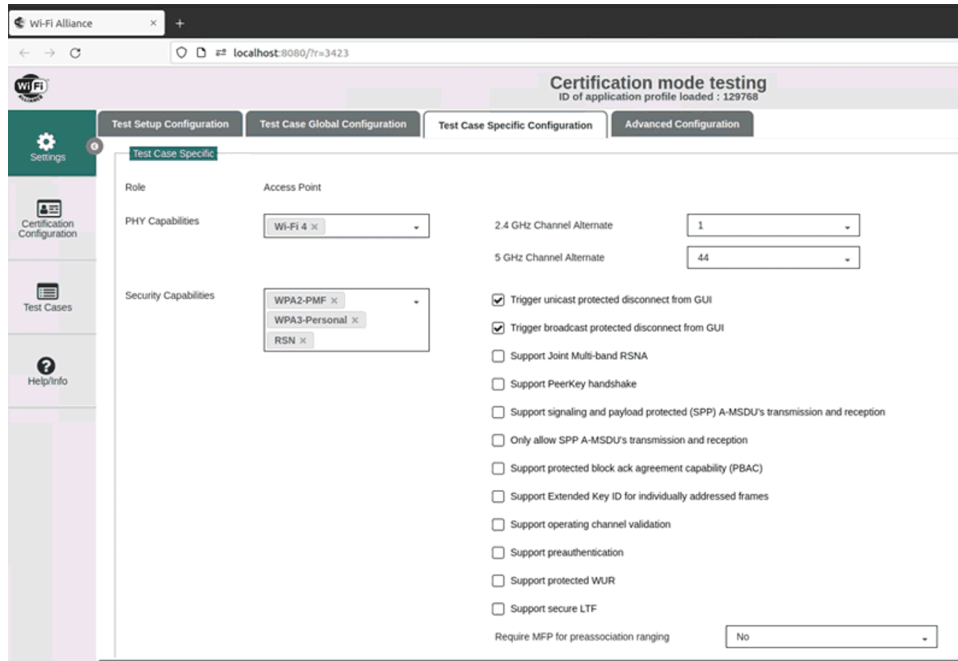 Wi-Fi Alliance × +
localhost:8080/?r=3423
Wi Fi
Certification mode testing
ID of application profile loaded : 129768
Test Setup Configuration Test Case Global Configuration Test Case Specific Configuration Advanced Configuration
Settings
Certification
Configuration
Test Cases
Help/Info
Test Case Specific
Role Access Point
PHY Capabilities Wi-Fi 4 × 2.4 GHz Channel Alternate 1
5 GHz Channel Alternate 44
Security Capabilities WPA2-PMF ×
WPA3-Personal ×
RSN ×
Trigger unicast protected disconnect from GUI
Trigger broadcast protected disconnect from GUI
Support Joint Multi-band RSNA
Support PeerKey handshake
Support signaling and payload protected (SPP) A-MSDU's transmission and reception
Only allow SPP A-MSDU's transmission and reception
Support protected block ack agreement capability (PBAC)
Support Extended Key ID for individually addressed frames
Support operating channel validation
Support preauthentication
Support protected WUR
Support secure LTF
Require MFP for preassociation ranging No